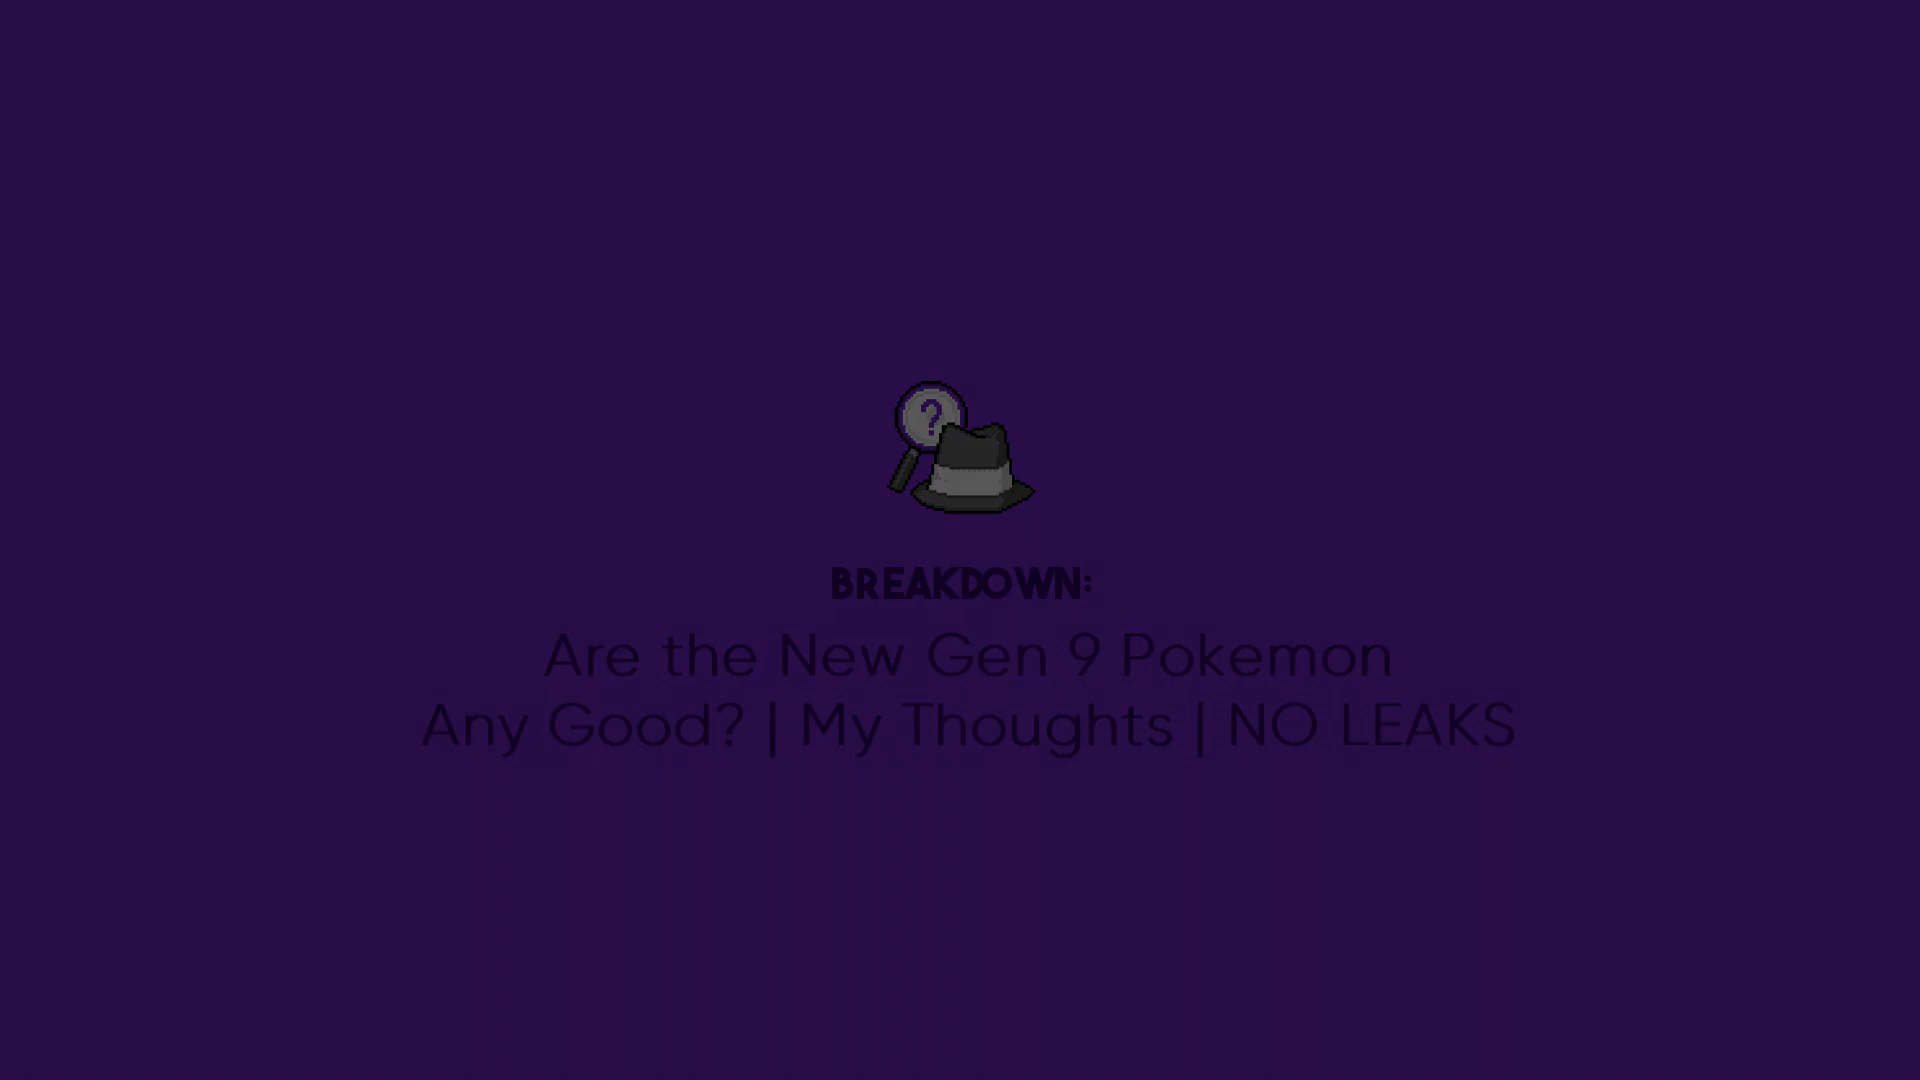 ?
BREAKDOWN:
Are the New Gen 9 Pokemon
Any Good? | My Thoughts | NO LEAKS